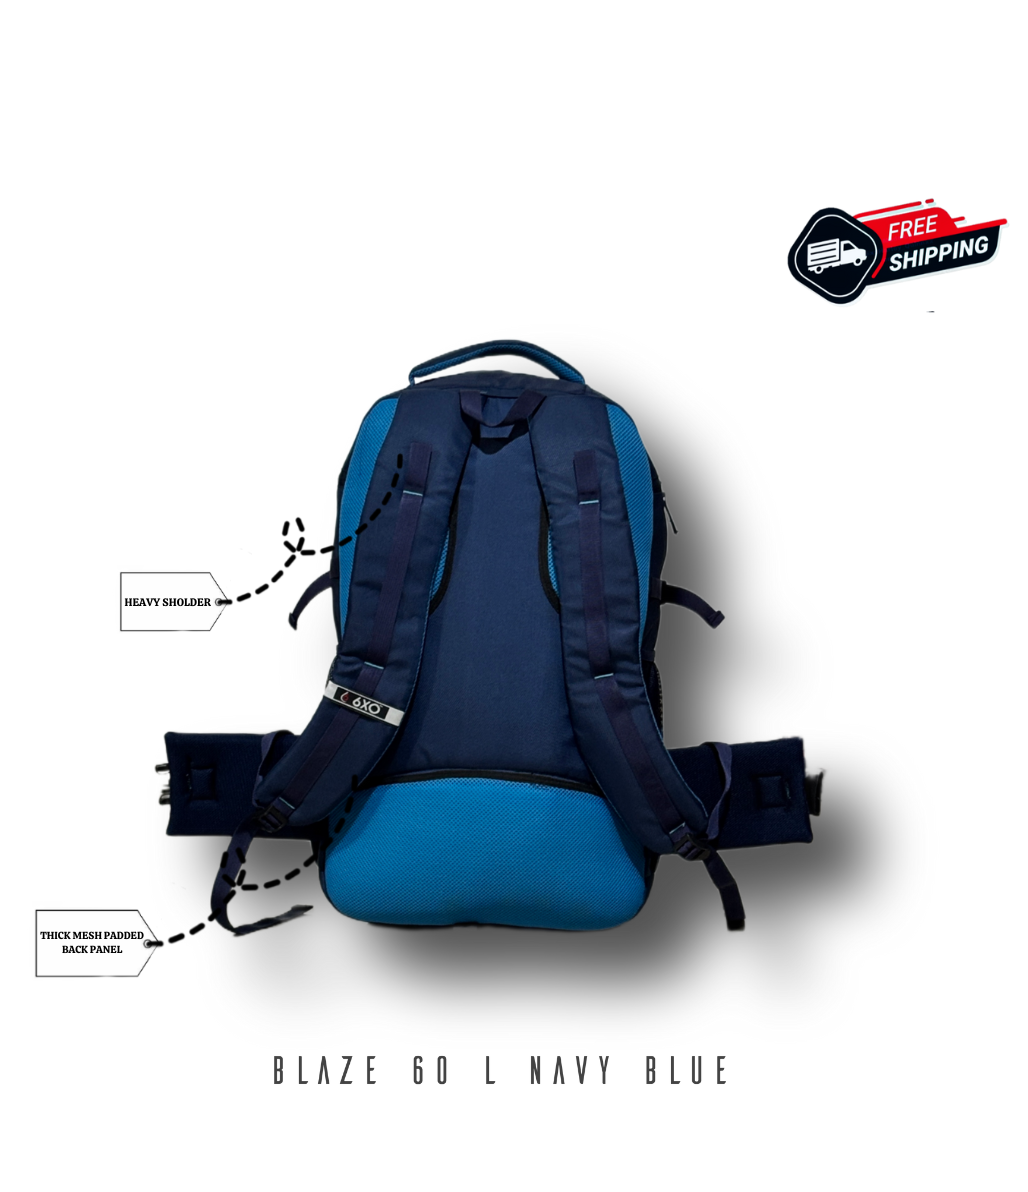 FREE
SHIPPING
HEAVY SHOLDER
6XO
THICK MESH PADDED
BACK PANEL
BLAZE 60 L NAVY BLUE